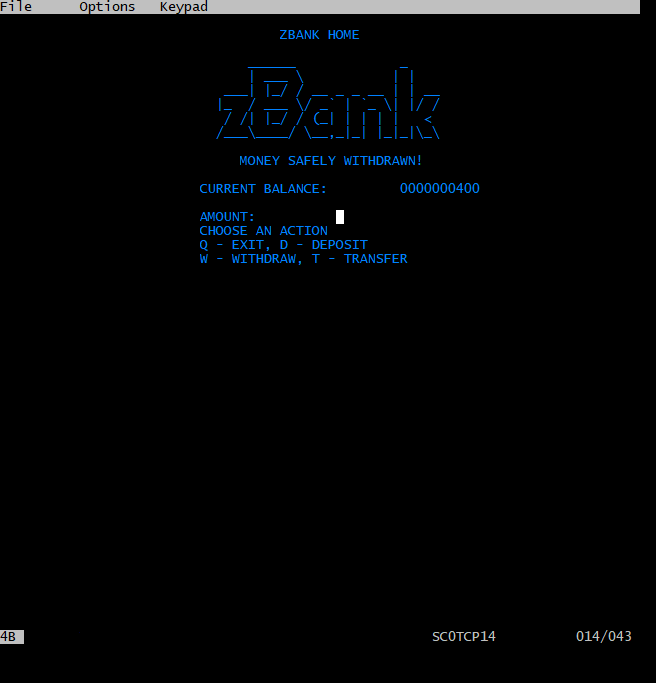 File Options Keypad
ZBANK HOME
zBank
MONEY SAFELY WITHDRAWN!
CURRENT BALANCE: 0000000400
AMOUNT:
CHOOSE AN ACTION
Q - EXIT, D - DEPOSIT
W - WITHDRAW, T - TRANSFER
4B SC0TCP14 014/043